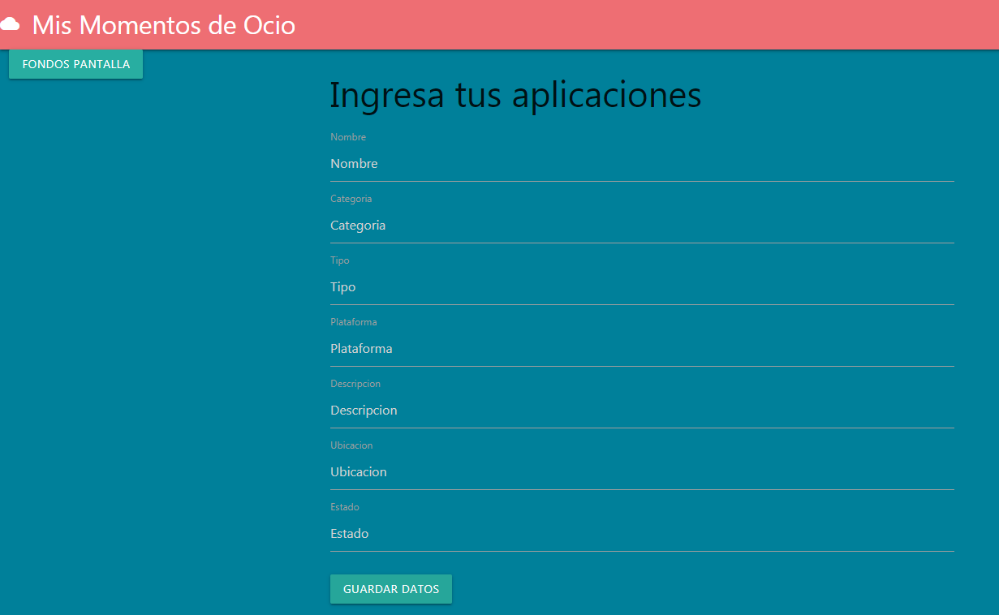 Mis Momentos de Ocio
FONDOS PANTALLA
Ingresa tus aplicaciones
Nombre
Nombre
Categoria
Categoria
Tipo
Tipo
Plataforma
Plataforma
Descripcion
Descripcion
Ubicacion
Ubicacion
Estado
Estado
GUARDAR DATOS